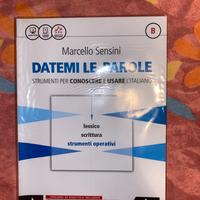 B
Marcello Sensini
DATEMI LE PAROLE
STRUMENTI PER CONOSCERE E USARE L'ITALIANO
lessico
scrittura
strumenti operativi